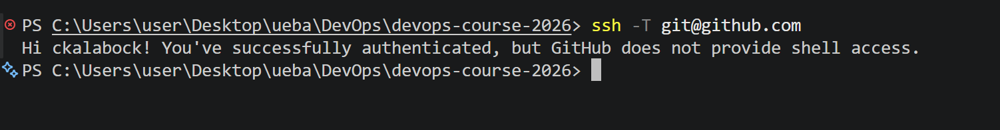 PS C:\Users\user\Desktop\ueba\DevOps\devops-course-2026> ssh -T git@github.com
Hi ckalabock! You've successfully authenticated, but GitHub does not provide shell access.
PS C:\Users\user\Desktop\ueba\DevOps\devops-course-2026>